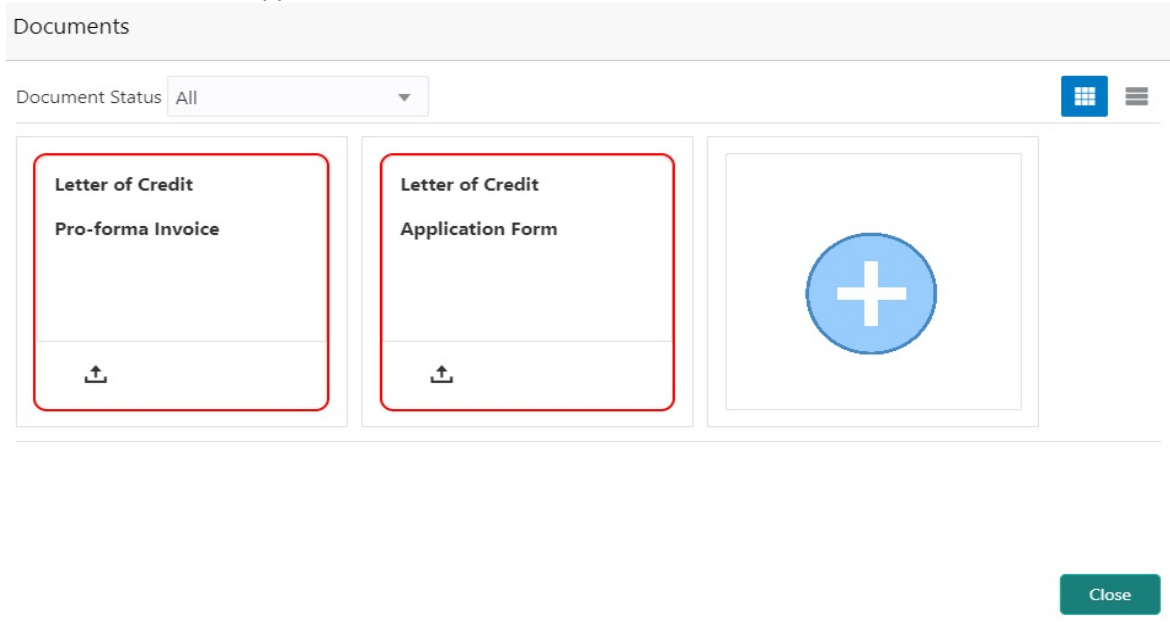 Documents
Document Status All
Letter of Credit
Pro-forma Invoice
Letter of Credit
Application Form
Close